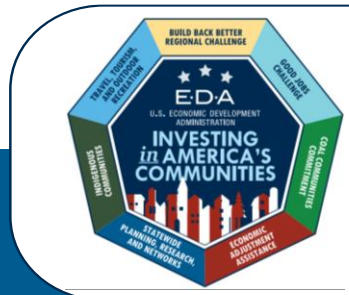 BUILD BACK BETTER
REGIONAL CHALLENGE
GOOD JOBS
CHALLENGE
COAL COMMUNITIES
COMMITMENT
ECONOMIC
ADJUSTMENT
ASSISTANCE
STATEWIDE
PLANNING, RESEARCH,
AND NETWORKS
INDIGENOUS
COMMUNITIES
TRAVEL, TOURISM,
AND OUTDOOR
RECREATION
E·D·A
U.S. ECONOMIC DEVELOPMENT
ADMINISTRATION
INVESTING
in AMERICA'S
COMMUNITIES